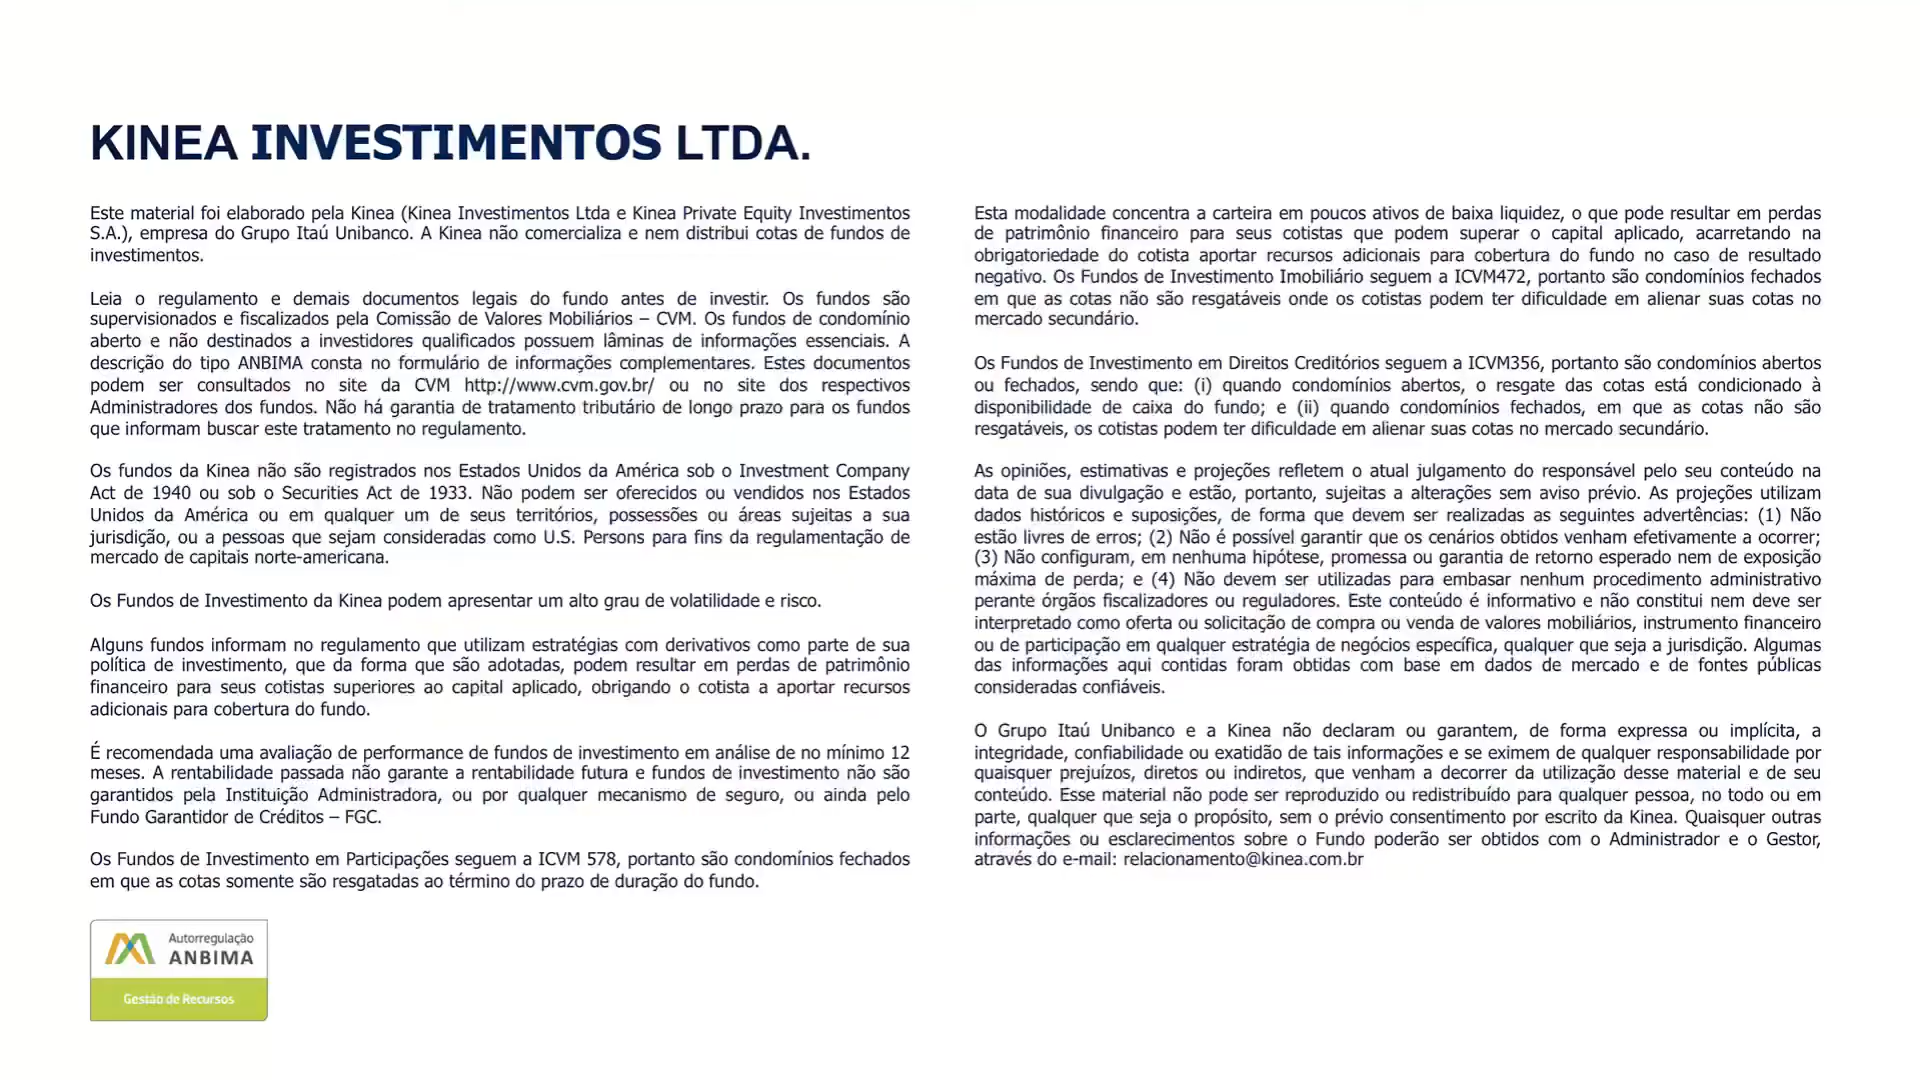 KINEA INVESTIMENTOS LTDA.
Este material foi elaborado pela Kinea (Kinea Investimentos Ltda e Kinea Private Equity Investimentos
S.A.), empresa do Grupo Itaú Unibanco. A Kinea não comercializa e nem distribui cotas de fundos de
investimentos.
Leia o regulamento e demais documentos legais do fundo antes de investir. Os fundos são
supervisionados e fiscalizados pela Comissão de Valores Mobiliários – CVM. Os fundos de condomínio
aberto e não destinados a investidores qualificados possuem lâminas de informações essenciais. A
descrição do tipo ANBIMA consta no formulário de informações complementares. Estes documentos
podem ser consultados no site da CVM http://www.cvm.gov.br/ ou no site dos respectivos
Administradores dos fundos. Não há garantia de tratamento tributário de longo prazo para os fundos
que informam buscar este tratamento no regulamento.
Os fundos da Kinea não são registrados nos Estados Unidos da América sob o Investment Company
Act de 1940 ou sob o Securities Act de 1933. Não podem ser oferecidos ou vendidos nos Estados
Unidos da América ou em qualquer um de seus territórios, possessões ou áreas sujeitas a sua
jurisdição, ou a pessoas que sejam consideradas como U.S. Persons para fins da regulamentação de
mercado de capitais norte-americana.
Os Fundos de Investimento da Kinea podem apresentar um alto grau de volatilidade e risco.
Alguns fundos informam no regulamento que utilizam estratégias com derivativos como parte de sua
política de investimento, que da forma que são adotadas, podem resultar em perdas de patrimônio
financeiro para seus cotistas superiores ao capital aplicado, obrigando o cotista a aportar recursos
adicionais para cobertura do fundo.
É recomendada uma avaliação de performance de fundos de investimento em análise de no mínimo 12
meses. A rentabilidade passada não garante a rentabilidade futura e fundos de investimento não são
garantidos pela Instituição Administradora, ou por qualquer mecanismo de seguro, ou ainda pelo
Fundo Garantidor de Créditos – FGC.
Os Fundos de Investimento em Participações seguem a ICVM 578, portanto são condomínios fechados
em que as cotas somente são resgatadas ao término do prazo de duração do fundo.
Esta modalidade concentra a carteira em poucos ativos de baixa liquidez, o que pode resultar em perdas
de patrimônio financeiro para seus cotistas que podem superar o capital aplicado, acarretando na
obrigatoriedade do cotista aportar recursos adicionais para cobertura do fundo no caso de resultado
negativo. Os Fundos de Investimento Imobiliário seguem a ICVM472, portanto são condomínios fechados
em que as cotas não são resgatáveis onde os cotistas podem ter dificuldade em alienar suas cotas no
mercado secundário.
Os Fundos de Investimento em Direitos Creditórios seguem a ICVM356, portanto são condomínios abertos
ou fechados, sendo que: (i) quando condomínios abertos, o resgate das cotas está condicionado à
disponibilidade de caixa do fundo; e (ii) quando condomínios fechados, em que as cotas não são
resgatáveis, os cotistas podem ter dificuldade em alienar suas cotas no mercado secundário.
As opiniões, estimativas e projeções refletem o atual julgamento do responsável pelo seu conteúdo na
data de sua divulgação e estão, portanto, sujeitas a alterações sem aviso prévio. As projeções utilizam
dados históricos e suposições, de forma que devem ser realizadas as seguintes advertências: (1) Não
estão livres de erros; (2) Não é possível garantir que os cenários obtidos venham efetivamente a ocorrer;
(3) Não configuram, em nenhuma hipótese, promessa ou garantia de retorno esperado nem de exposição
máxima de perda; e (4) Não devem ser utilizadas para embasar nenhum procedimento administrativo
perante órgãos fiscalizadores ou reguladores. Este conteúdo é informativo e não constitui nem deve ser
interpretado como oferta ou solicitação de compra ou venda de valores mobiliários, instrumento financeiro
ou de participação em qualquer estratégia de negócios específica, qualquer que seja a jurisdição. Algumas
das informações aqui contidas foram obtidas com base em dados de mercado e de fontes públicas
consideradas confiáveis.
O Grupo Itaú Unibanco e a Kinea não declaram ou garantem, de forma expressa ou implícita, a
integridade, confiabilidade ou exatidão de tais informações e se eximem de qualquer responsabilidade por
quaisquer prejuízos, diretos ou indiretos, que venham a decorrer da utilização desse material e de seu
conteúdo. Esse material não pode ser reproduzido ou redistribuído para qualquer pessoa, no todo ou em
parte, qualquer que seja o propósito, sem o prévio consentimento por escrito da Kinea. Quaisquer outras
informações ou esclarecimentos sobre o Fundo poderão ser obtidos com o Administrador e o Gestor,
através do e-mail: relacionamento@kinea.com.br
Autorregulação
ANBIMA
Gestão de Recursos